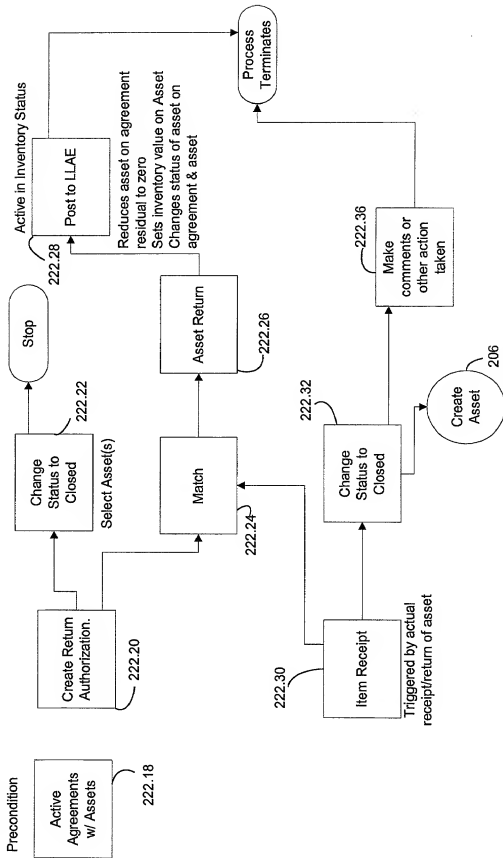 Precondition
Active
Agreements
w/ Assets
222.18
Create Return
Authorization.
222.20
Change
Status to
Closed
222.22
Select Asset(s)
Stop
Match
222.24
Asset Return
222.26
Active in Inventory Status
Post to LLAE
222.28
Reduces asset on agreement
residual to zero
Sets inventory value on Asset
Changes status of asset on
agreement & asset
Process
Terminates
Item Receipt
222.30
Triggered by actual
receipt/return of asset
Change
Status to
Closed
222.32
Create
Asset
206
Make
comments or
other action
taken
222.36